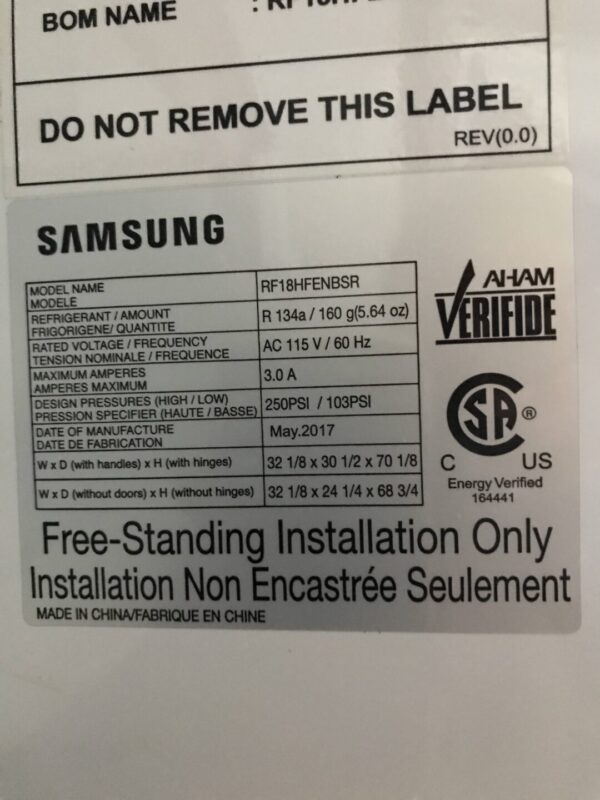 BOM NAME :
DO NOT REMOVE THIS LABEL
REV(0.0)
SAMSUNG
MODEL NAME
MODELE
RF18HFENBSR
REFRIGERANT / AMOUNT
FRIGORIGENE/ QUANTITE
R 134a / 160 g(5.64 oz)
RATED VOLTAGE / FREQUENCY
TENSION NOMINALE / FREQUENCE
AC 115 V / 60 Hz
MAXIMUM AMPERES
AMPERES MAXIMUM
3.0 A
DESIGN PRESSURES (HIGH / LOW)
PRESSION SPECIFIER (HAUTE / BASSE)
250PSI / 103PSI
DATE OF MANUFACTURE
DATE DE FABRICATION
May.2017
W x D (with handles) x H (with hinges)
32 1/8 x 30 1/2 x 70 1/8
W x D (without doors) x H (without hinges)
32 1/8 x 24 1/4 x 68 3/4
AHAM
VERIFIDE
SA ®
C US
Energy Verified
164441
Free-Standing Installation Only
Installation Non Encastrée Seulement
MADE IN CHINA/FABRIQUE EN CHINE